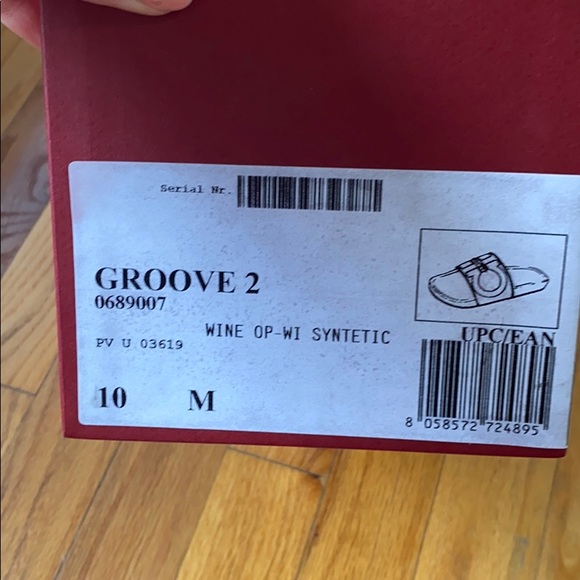 Serial Nr.
GROOVE 2
0689007
WINE OP-WI SYNTETIC
PV U 03619
UPC/EAN
10 M
8 058572 724895